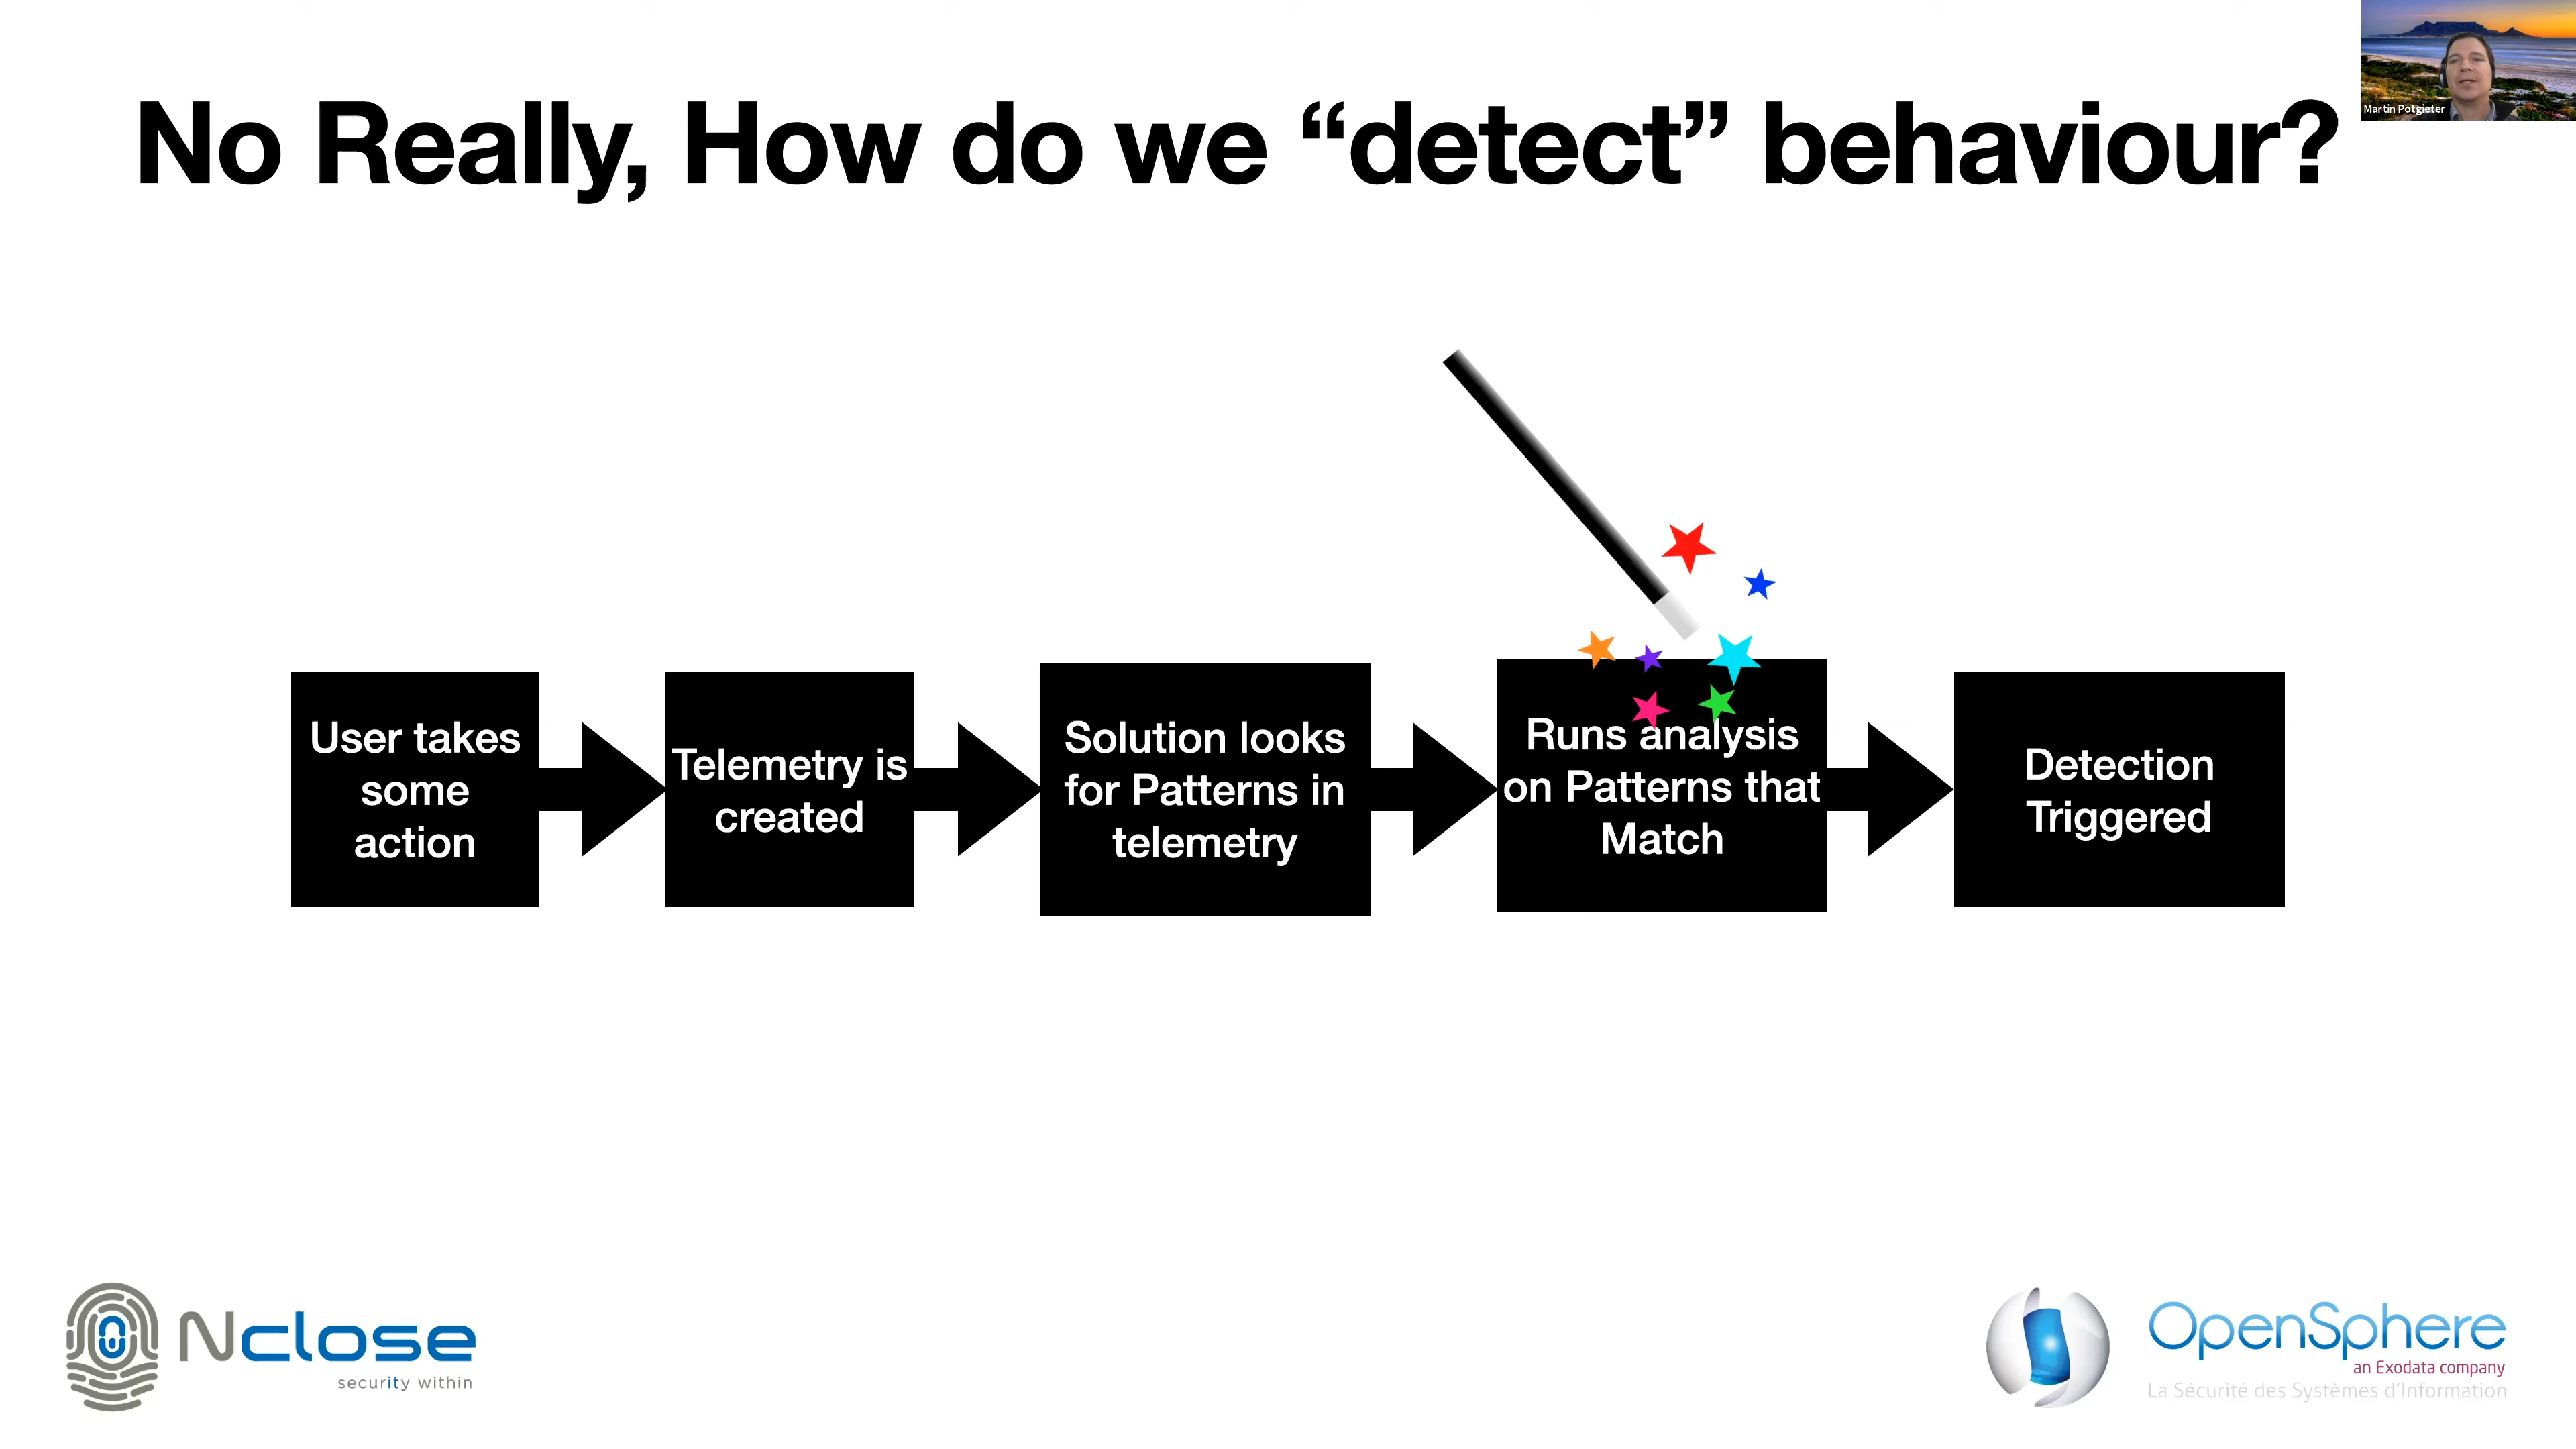 No Really, How do we “detect” behaviour?
Martin Potgieter
User takes
some
action
Telemetry is
created
Solution looks
for Patterns in
telemetry
Runs analysis
on Patterns that
Match
Detection
Triggered
Nclose
security within
OpenSphere
an Exodata company
La Sécurité des Systèmes d'Information